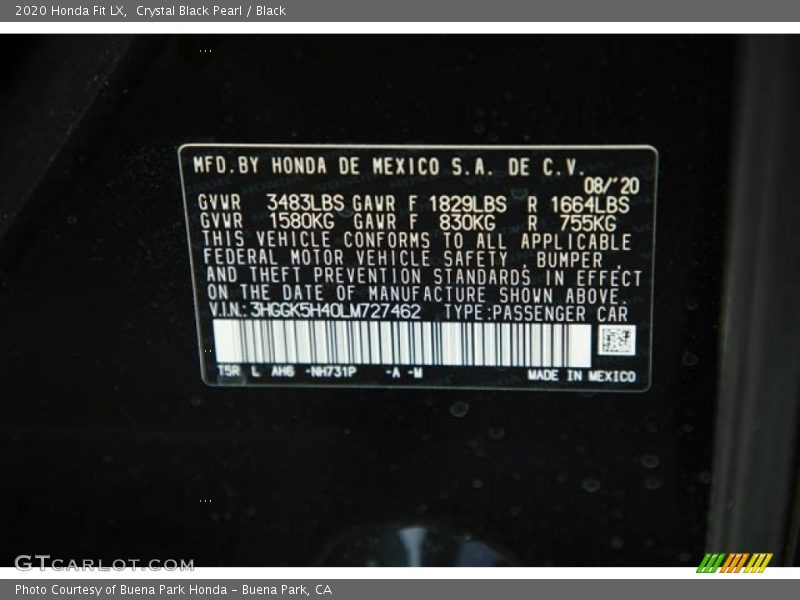 2020 Honda Fit LX, Crystal Black Pearl / Black
MFD.BY HONDA DE MEXICO S.A. DE C.V.
08/'20
GVWR 3483LBS GAWR F 1829LBS R 1664LBS
GVWR 1580KG GAWR F 830KG R 755KG
THIS VEHICLE CONFORMS TO ALL APPLICABLE
FEDERAL MOTOR VEHICLE SAFETY, BUMPER,
AND THEFT PREVENTION STANDARDS IN EFFECT
ON THE DATE OF MANUFACTURE SHOWN ABOVE.
V.I.N.: 3HGGK5H40LM727462 TYPE:PASSENGER CAR
T5R L AH6 -NH731P -A -M MADE IN MEXICO
GTCARLOT.COM
Photo Courtesy of Buena Park Honda – Buena Park, CA